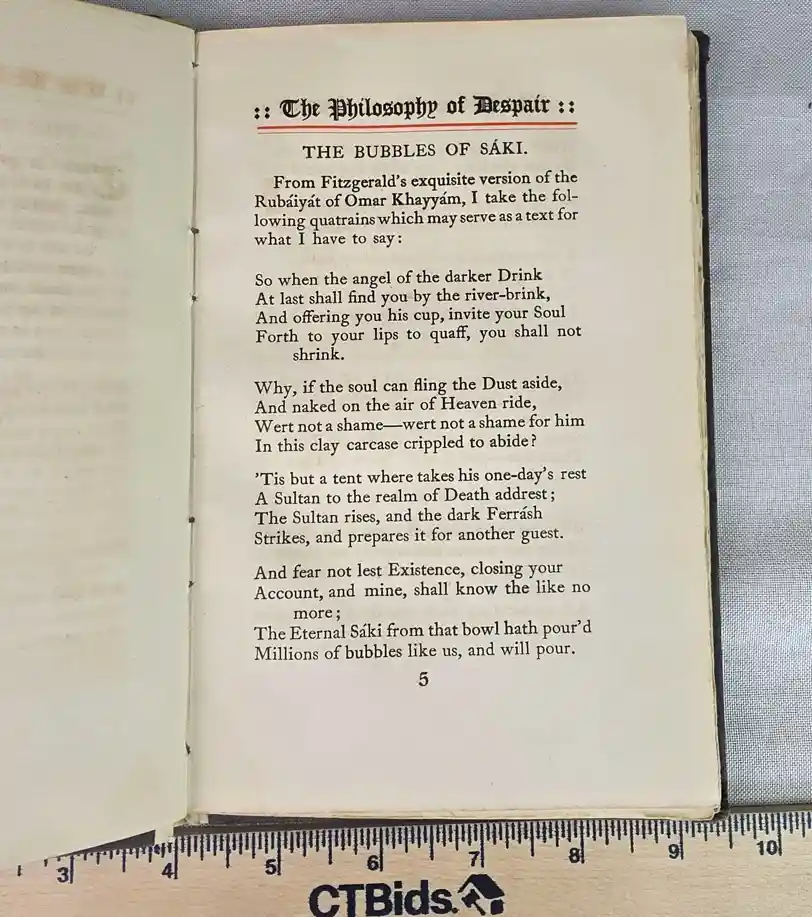 :: The Philosophy of Despair ::
THE BUBBLES OF SÁKI.
From Fitzgerald's exquisite version of the
Rubáiyát of Omar Khayyám, I take the fol-
lowing quatrains which may serve as a text for
what I have to say:
So when the angel of the darker Drink
At last shall find you by the river-brink,
And offering you his cup, invite your Soul
Forth to your lips to quaff, you shall not
shrink.
Why, if the soul can fling the Dust aside,
And naked on the air of Heaven ride,
Wert not a shame—wert not a shame for him
In this clay carcase crippled to abide?
'Tis but a tent where takes his one-day's rest
A Sultan to the realm of Death addrest;
The Sultan rises, and the dark Ferrásh
Strikes, and prepares it for another guest.
And fear not lest Existence, closing your
Account, and mine, shall know the like no
more;
The Eternal Sáki from that bowl hath pour'd
Millions of bubbles like us, and will pour.
5
3 4 5 6 7 8 9 10
CTBids.